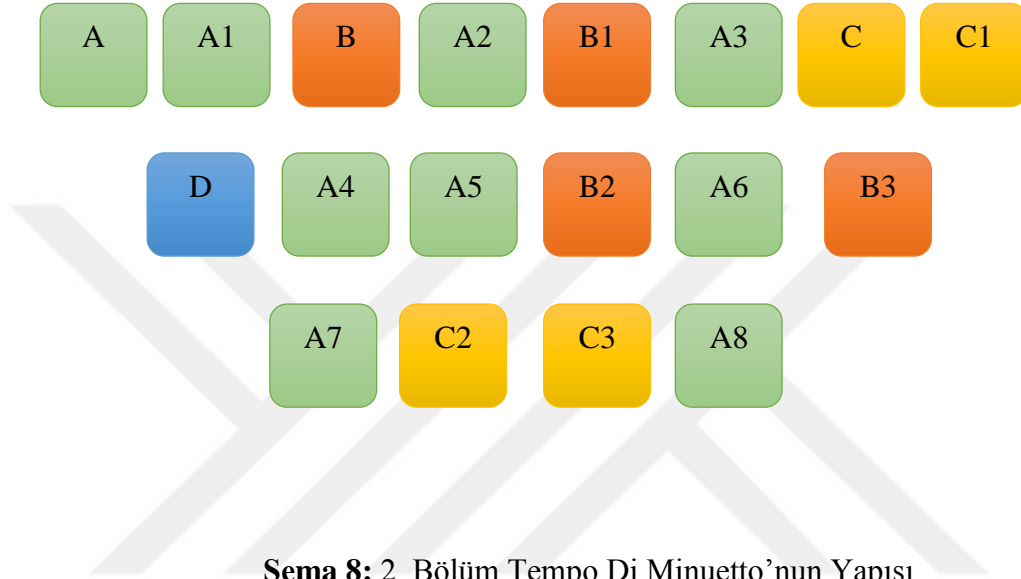 A A1 B A2 B1 A3 C C1
D A4 A5 B2 A6 B3
A7 C2 C3 A8
Şema 8: 2. Bölüm Tempo Di Minuetto’nun Yapısı